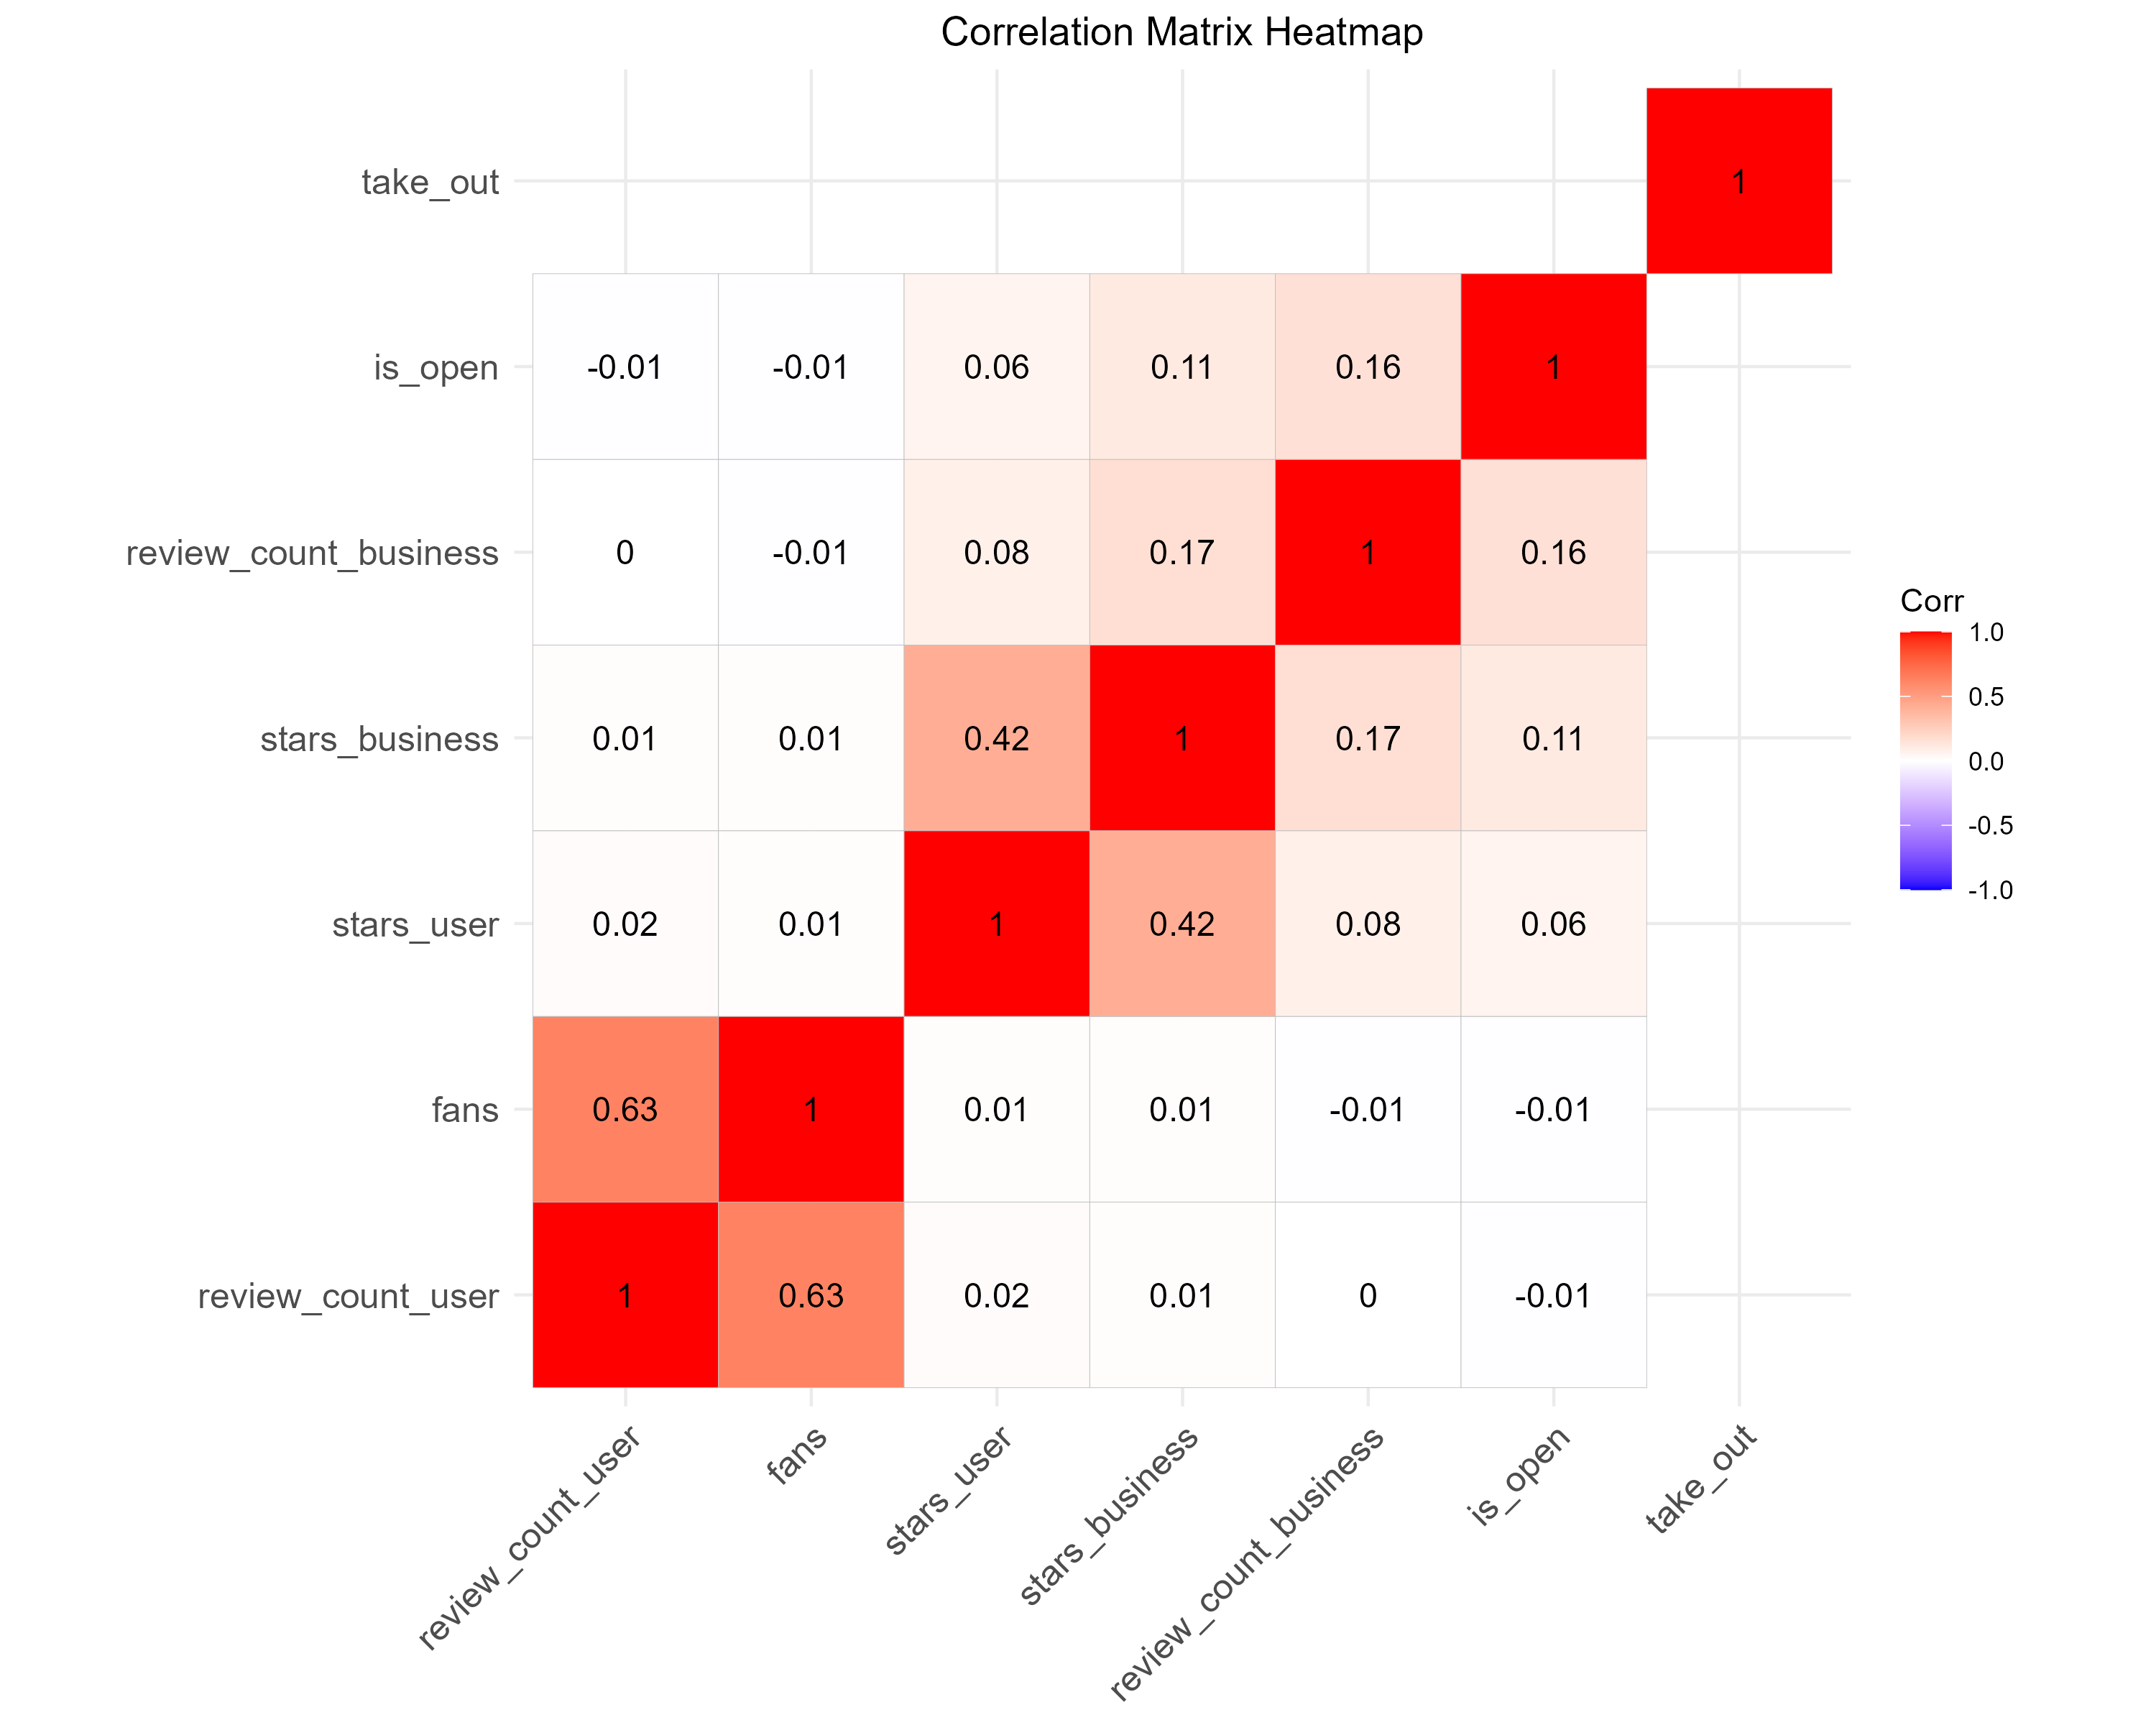 Correlation Matrix Heatmap
take_out 1
is_open -0.01 -0.01 0.06 0.11 0.16 1
review_count_business 0 -0.01 0.08 0.17 1 0.16
stars_business 0.01 0.01 0.42 1 0.17 0.11
stars_user 0.02 0.01 1 0.42 0.08 0.06
fans 0.63 1 0.01 0.01 -0.01 -0.01
review_count_user 1 0.63 0.02 0.01 0 -0.01
review_count_user fans stars_user stars_business review_count_business is_open take_out
Corr
1.0
0.5
0.0
-0.5
-1.0